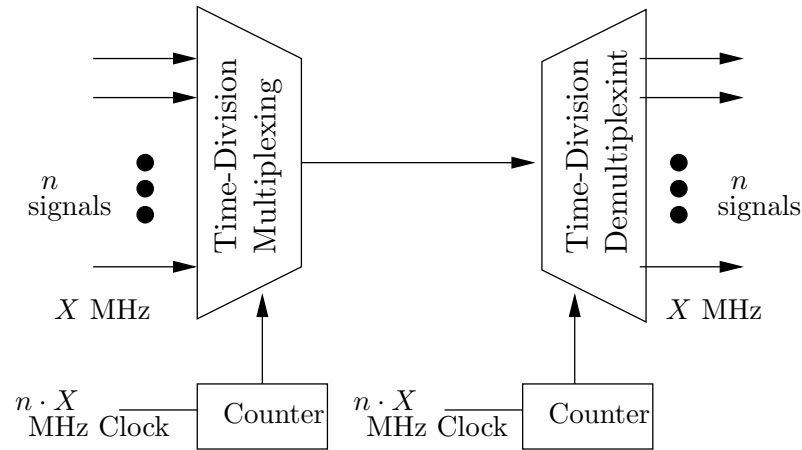 Time-Division
Multiplexing
Time-Division
Demultiplexint
n
signals
n
signals
X MHz
X MHz
n · X
MHz Clock
Counter
n · X
MHz Clock
Counter